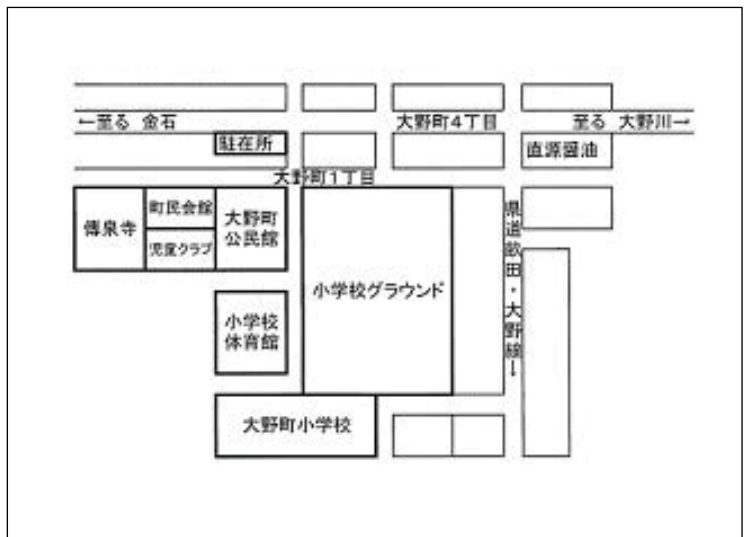 ←至る 金石
大野町4丁目
至る 大野川→
駐在所
直源醤油
大野町1丁目
傳泉寺
町民会館
児童クラブ
大野町
公民館
小学校グラウンド
県道畝田・大野線→
小学校
体育館
大野町小学校